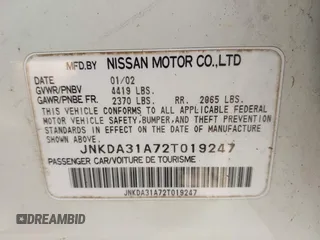 MFD.BY NISSAN MOTOR CO.,LTD
DATE 01/02
GVWR/PNBV 4419 LBS.
GAWR/PNBE FR. 2370 LBS. RR. 2065 LBS.
THIS VEHICLE CONFORMS TO ALL APPLICABLE FEDERAL
MOTOR VEHICLE SAFETY,BUMPER,AND THEFT PREVENTION
STANDARDS IN EFFECT ON THE DATE OF MANUFACTURE
SHOWN ABOVE.
JNKDA31A72T019247
PASSENGER CAR/VOITURE DE TOURISME
JNKDA31A72T019247
DREAMBID